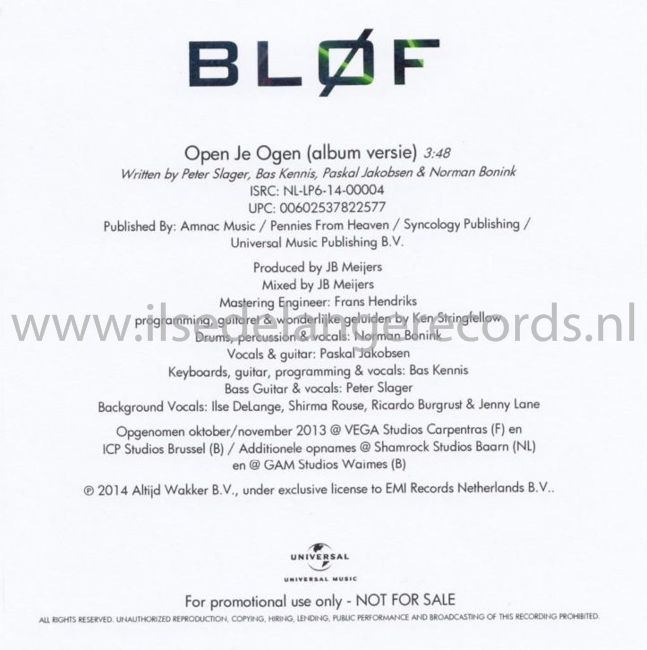 BLØF
Open Je Ogen (album versie) 3:48
Written by Peter Slager, Bas Kennis, Paskal Jakobsen & Norman Bonink
ISRC: NL-LP6-14-00004
UPC: 00602537822577
Published By: Amnac Music / Pennies From Heaven / Syncology Publishing /
Universal Music Publishing B.V.
Produced by JB Meijers
Mixed by JB Meijers
Mastering Engineer: Frans Hendriks
www.ilsedelangerecords.nl
programming, guitaren & wonderlijke geluiden by Ken Stringfellow
Drums, percussion & vocals: Norman Bonink
Vocals & guitar: Paskal Jakobsen
Keyboards, guitar, programming & vocals: Bas Kennis
Bass Guitar & vocals: Peter Slager
Background Vocals: Ilse DeLange, Shirma Rouse, Ricardo Burgrust & Jenny Lane
Opgenomen oktober/november 2013 @ VEGA Studios Carpentras (F) en
ICP Studios Brussel (B) / Additionele opnames @ Shamrock Studios Baarn (NL)
en @ GAM Studios Waimes (B)
℗ 2014 Altijd Wakker B.V., under exclusive license to EMI Records Netherlands B.V..
UNIVERSAL
UNIVERSAL MUSIC
For promotional use only - NOT FOR SALE
ALL RIGHTS RESERVED. UNAUTHORIZED REPRODUCTION, COPYING, HIRING, LENDING, PUBLIC PERFORMANCE AND BROADCASTING OF THIS RECORDING PROHIBITED.